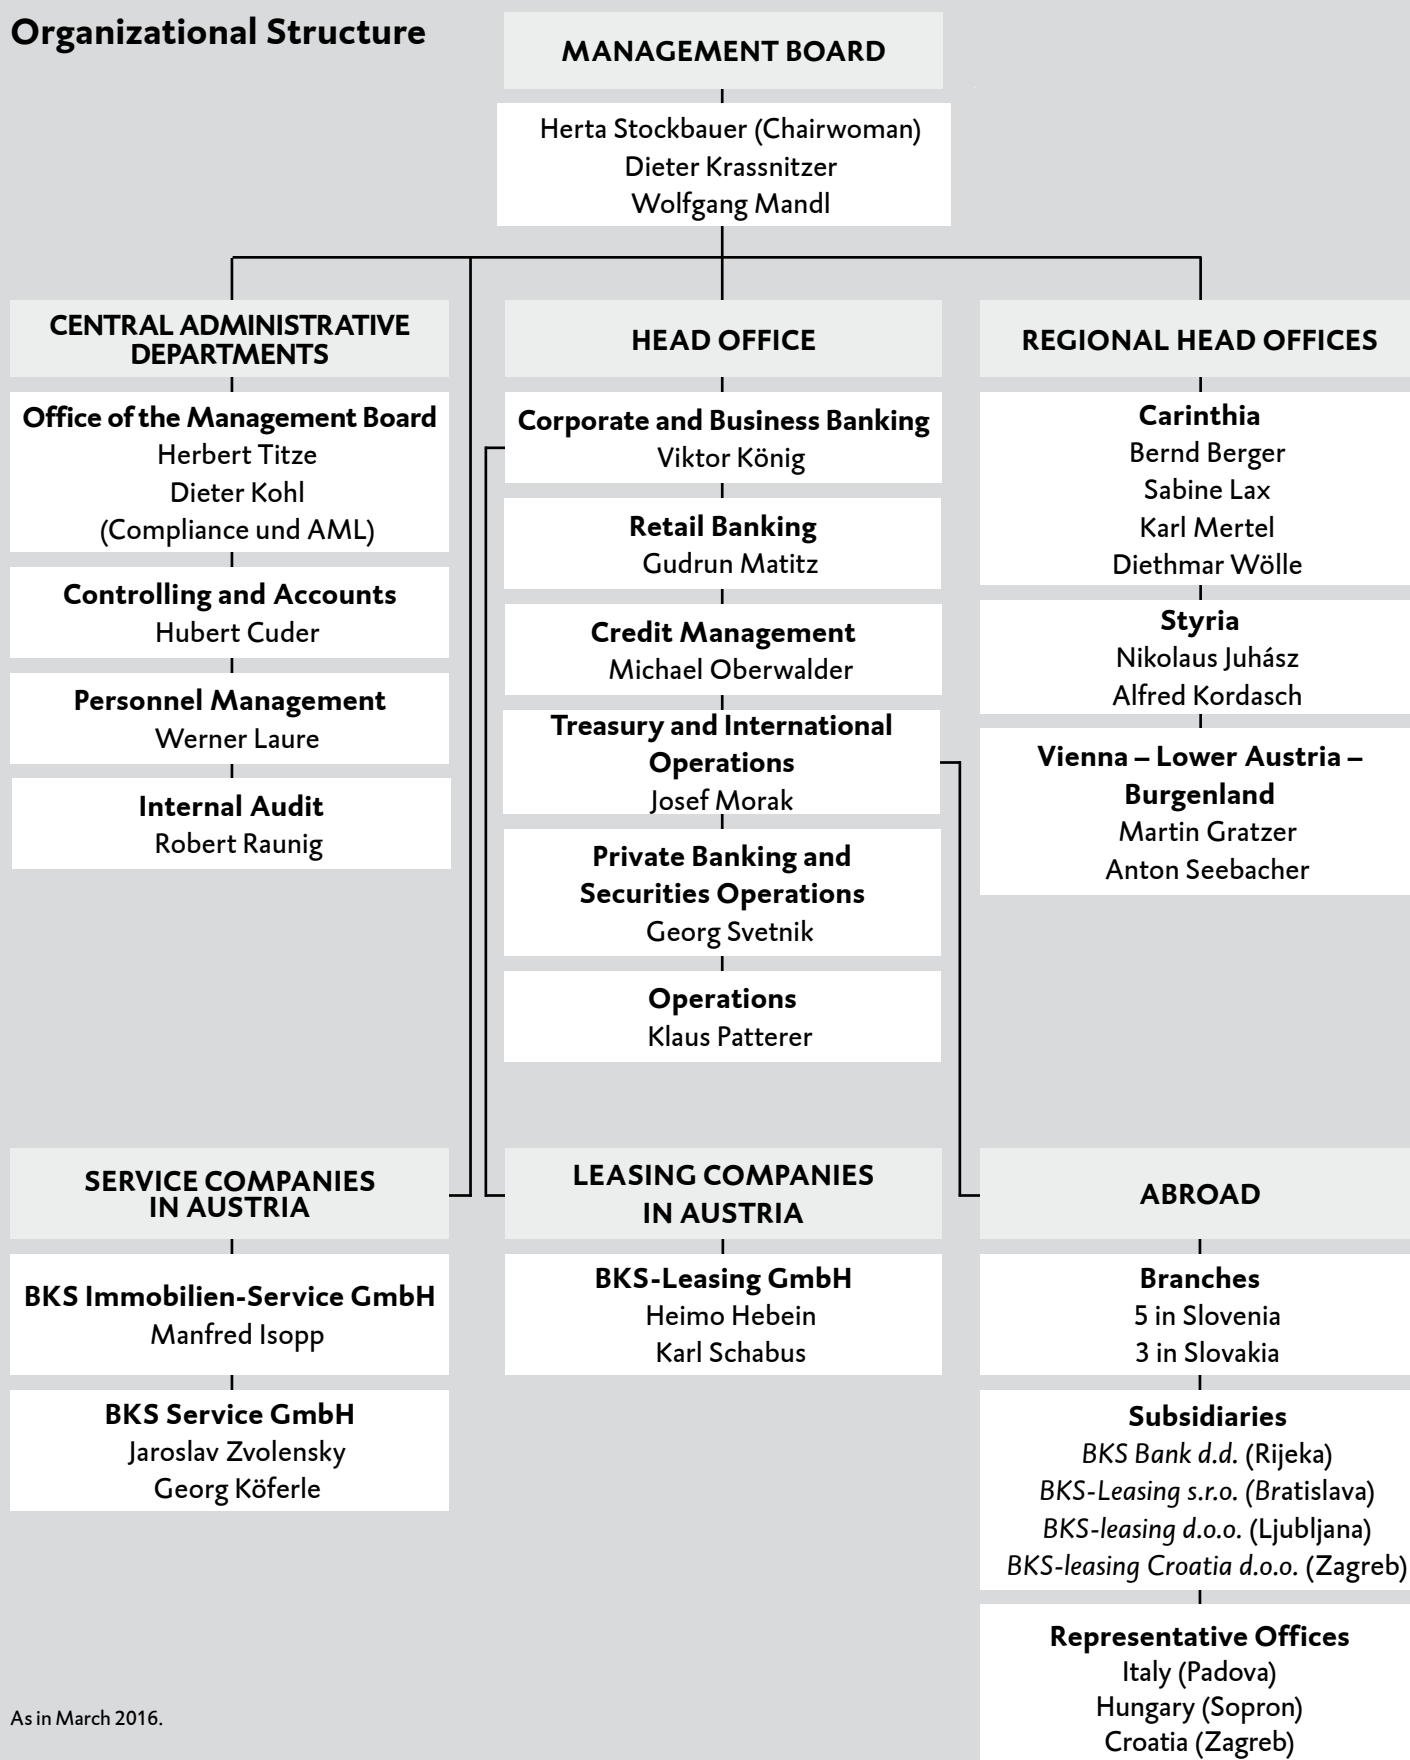 Organizational Structure
MANAGEMENT BOARD
Herta Stockbauer (Chairwoman)
Dieter Krassnitzer
Wolfgang Mandl
CENTRAL ADMINISTRATIVE
DEPARTMENTS
Office of the Management Board
Herbert Titze
Dieter Kohl
(Compliance und AML)
Controlling and Accounts
Hubert Cuder
Personnel Management
Werner Laure
Internal Audit
Robert Raunig
HEAD OFFICE
Corporate and Business Banking
Viktor König
Retail Banking
Gudrun Matitz
Credit Management
Michael Oberwalder
Treasury and International
Operations
Josef Morak
Private Banking and
Securities Operations
Georg Svetnik
Operations
Klaus Patterer
REGIONAL HEAD OFFICES
Carinthia
Bernd Berger
Sabine Lax
Karl Mertel
Diethmar Wölle
Styria
Nikolaus Juhász
Alfred Kordasch
Vienna – Lower Austria –
Burgenland
Martin Gratzer
Anton Seebacher
SERVICE COMPANIES
IN AUSTRIA
BKS Immobilien-Service GmbH
Manfred Isopp
BKS Service GmbH
Jaroslav Zvolensky
Georg Köferle
LEASING COMPANIES
IN AUSTRIA
BKS-Leasing GmbH
Heimo Hebein
Karl Schabus
ABROAD
Branches
5 in Slovenia
3 in Slovakia
Subsidiaries
BKS Bank d.d. (Rijeka)
BKS-Leasing s.r.o. (Bratislava)
BKS-leasing d.o.o. (Ljubljana)
BKS-leasing Croatia d.o.o. (Zagreb)
Representative Offices
Italy (Padova)
Hungary (Sopron)
Croatia (Zagreb)
As in March 2016.